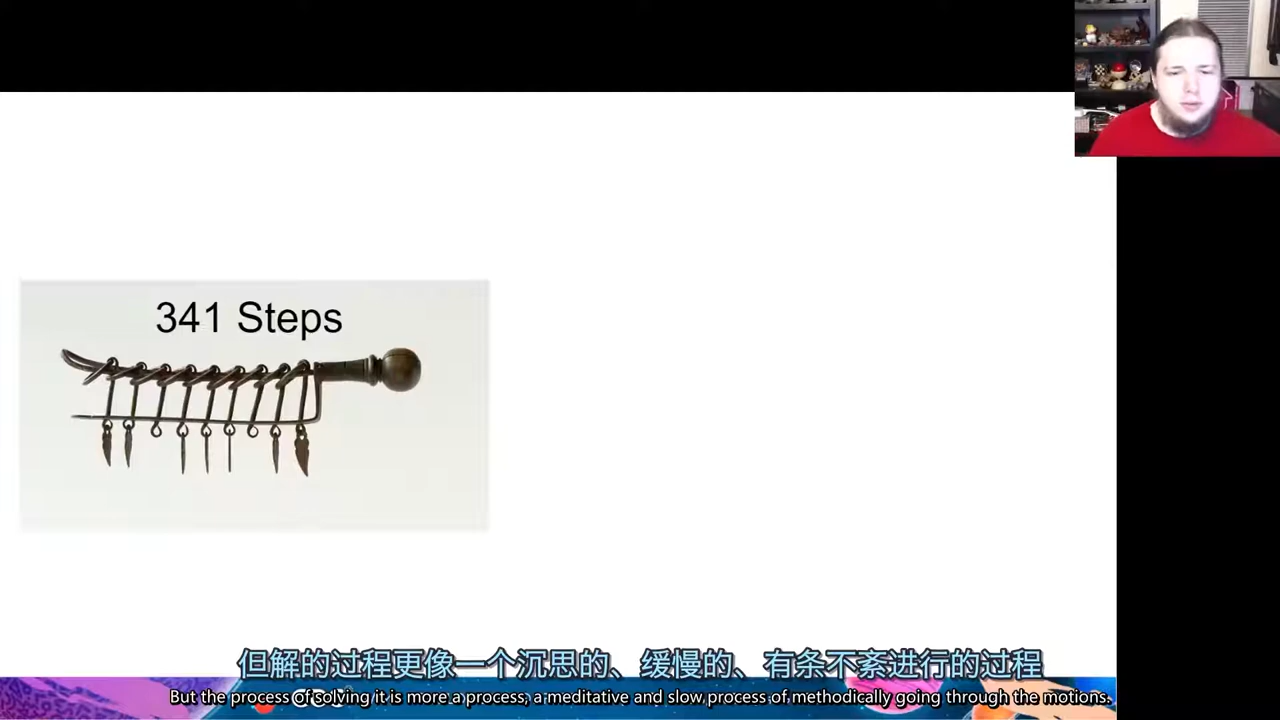 341 Steps
但解的过程更像一个沉思的、缓慢的、有条不紊进行的过程
But the process of solving it is more a process, a meditative and slow process of methodically going through the motions.